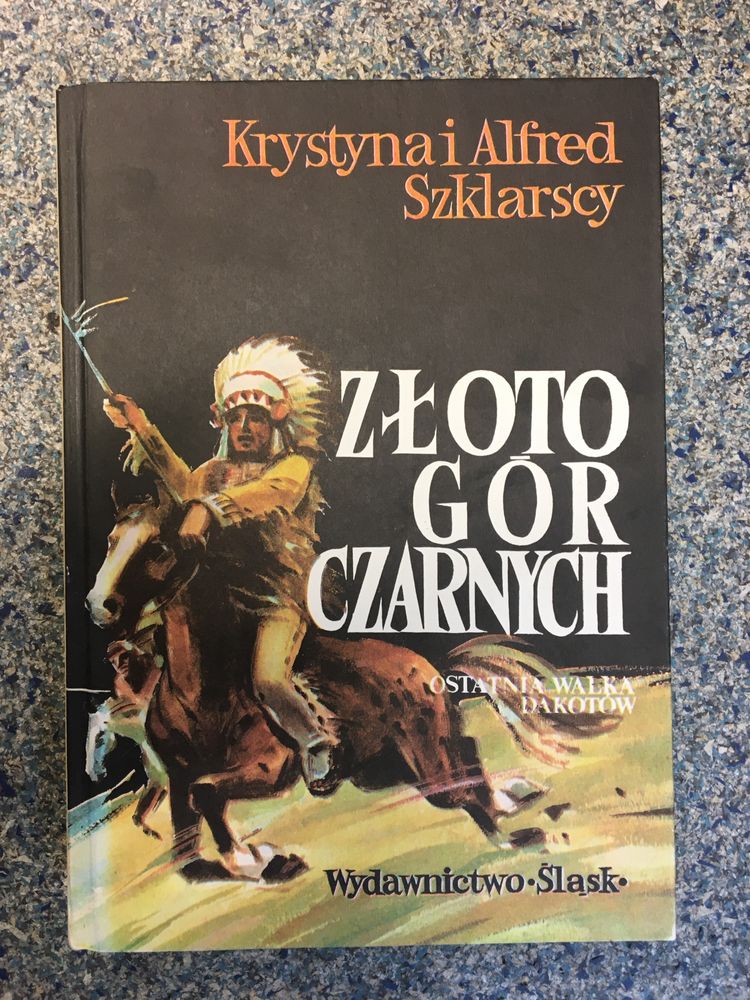 Krystyna i Alfred
Szklarscy
ZŁOTO
GÓR
CZARNYCH
OSTATNIA WALKA
DAKOTÓW
Wydawnictwo • Śląsk •